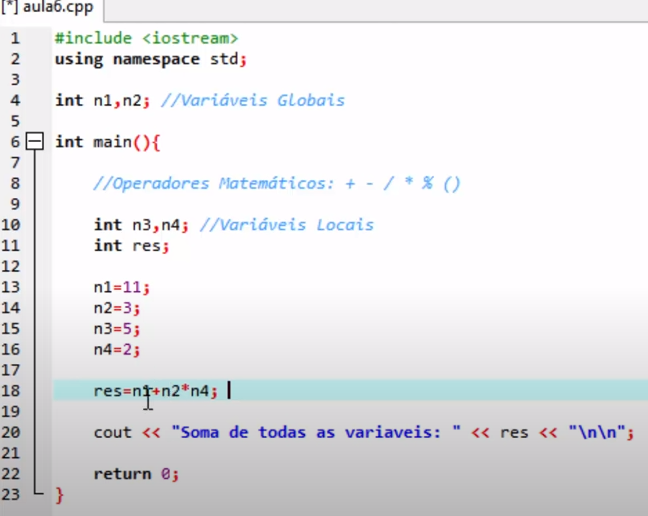 [*] aula6.cpp
1 #include <iostream>
2 using namespace std;
3
4 int n1,n2; //Variáveis Globais
5
6 int main(){
7
8 //Operadores Matemáticos: + - / * % ()
9
10 int n3,n4; //Variáveis Locais
11 int res;
12
13 n1=11;
14 n2=3;
15 n3=5;
16 n4=2;
17
18 res=n1+n2*n4;
19
20 cout << "Soma de todas as variaveis: " << res << "\n\n";
21
22 return 0;
23 }